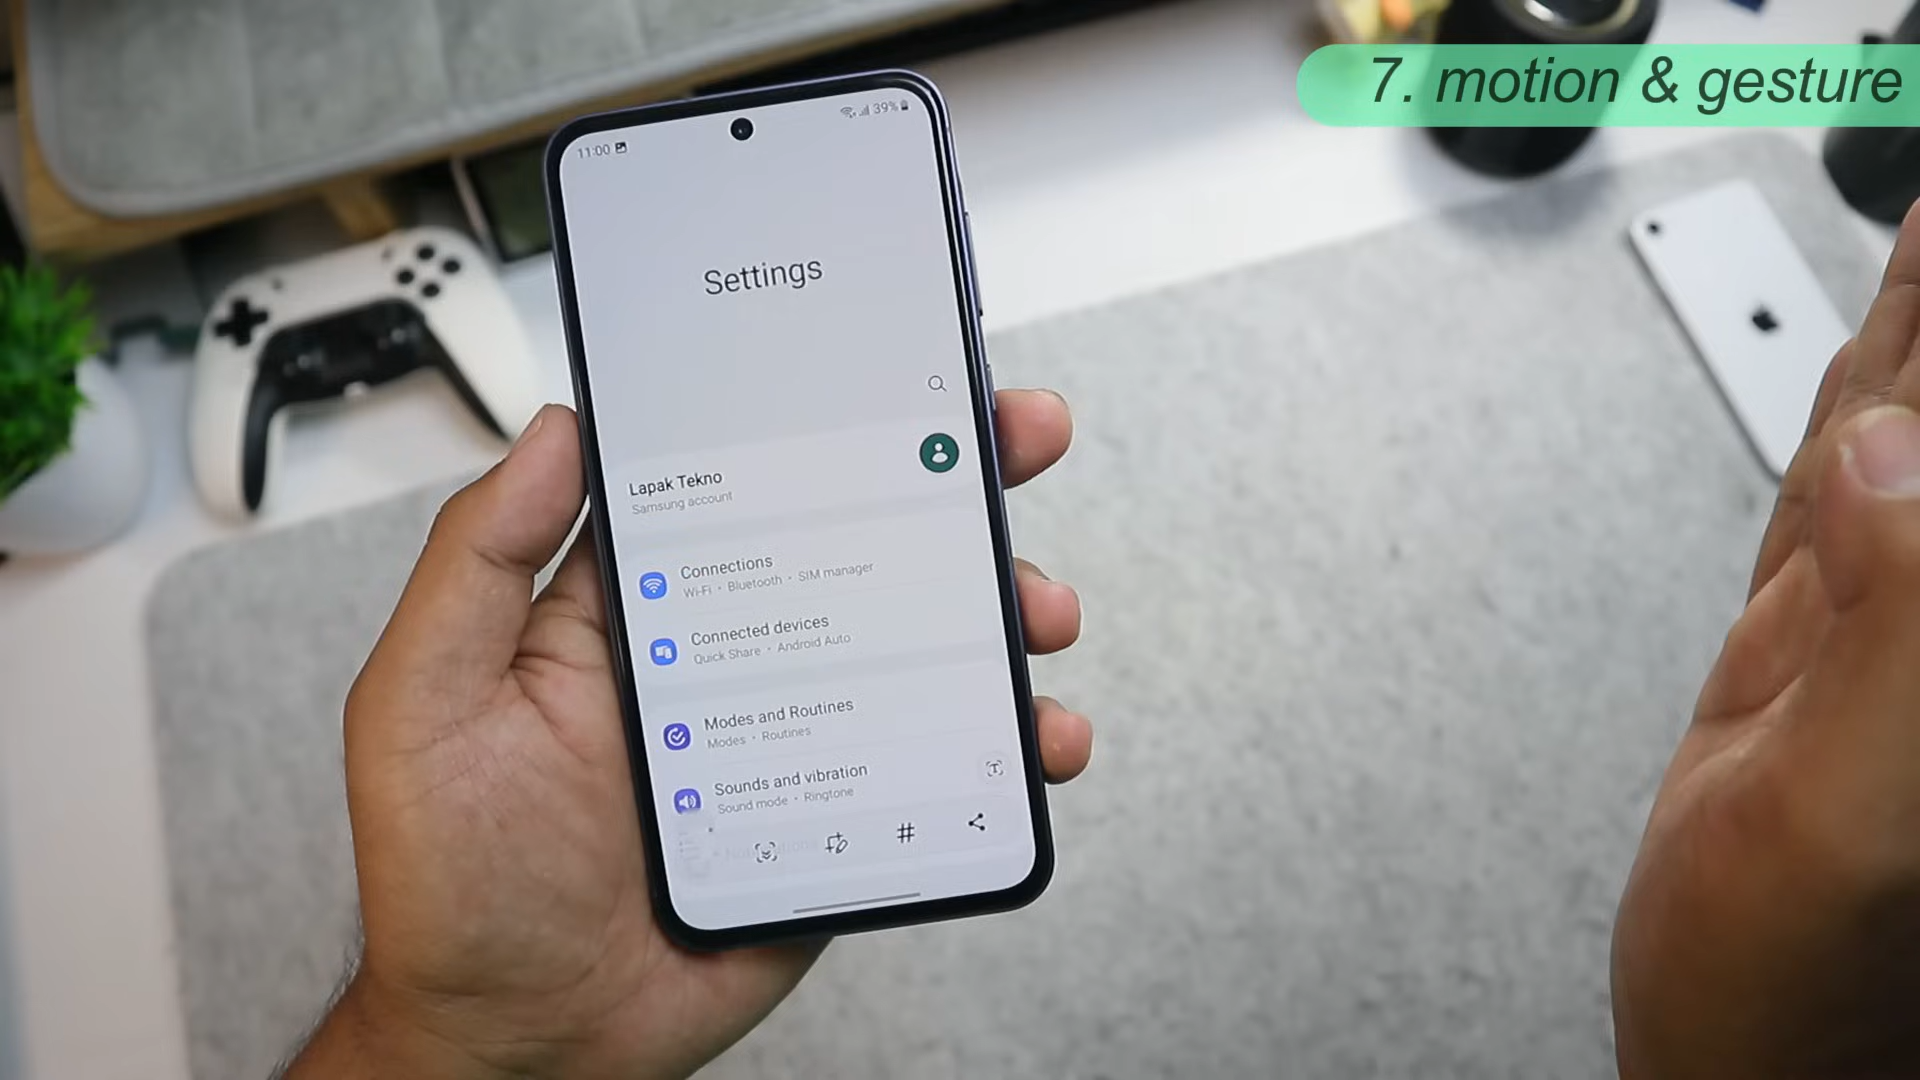 7. motion & gesture
11:00
39%
Settings
Lapak Tekno
Samsung account
Connections
Wi-Fi • Bluetooth • SIM manager
Connected devices
Quick Share • Android Auto
Modes and Routines
Modes • Routines
Sounds and vibration
Sound mode • Ringtone